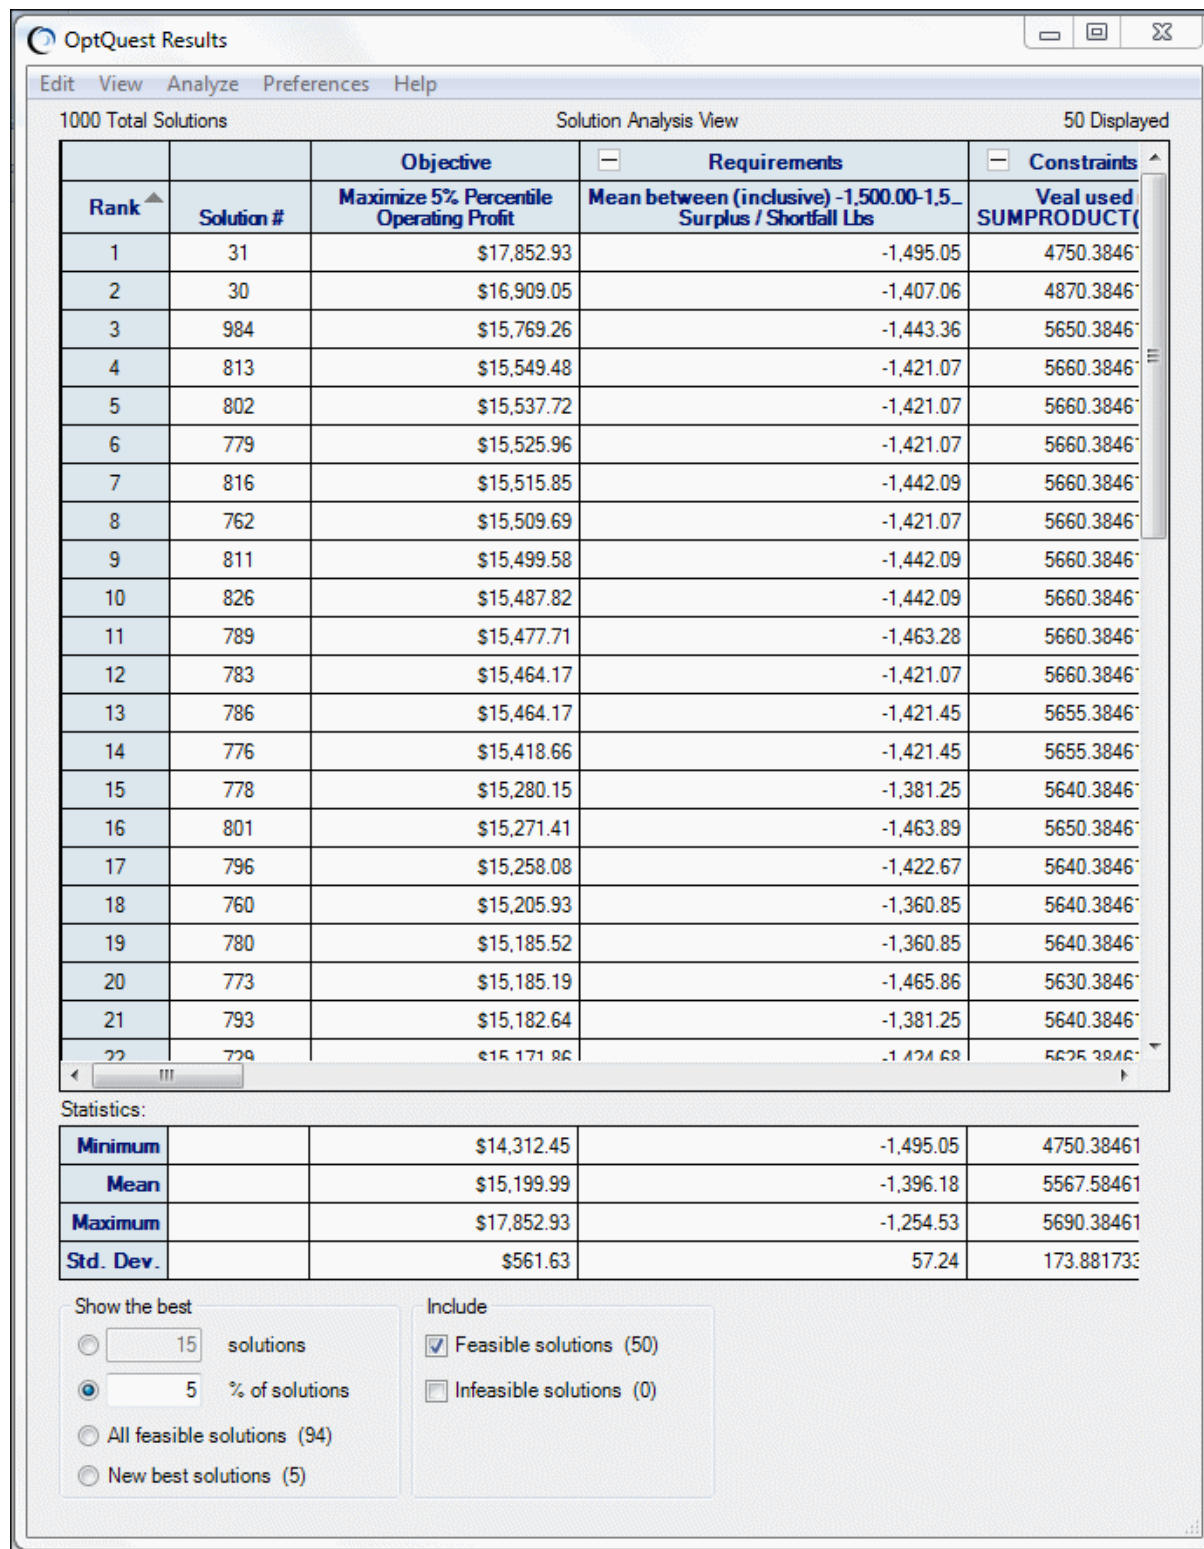 OptQuest Results
Edit View Analyze Preferences Help
1000 Total Solutions Solution Analysis View 50 Displayed
Objective Requirements Constraints
Rank Solution # Maximize 5% Percentile Operating Profit Mean between (inclusive) -1,500.00-1,5_ Surplus / Shortfall Lbs Veal used SUMPRODUCT(
1 31 $17,852.93 -1,495.05 4750.3846
2 30 $16,909.05 -1,407.06 4870.3846
3 984 $15,769.26 -1,443.36 5650.3846
4 813 $15,549.48 -1,421.07 5660.3846
5 802 $15,537.72 -1,421.07 5660.3846
6 779 $15,525.96 -1,421.07 5660.3846
7 816 $15,515.85 -1,442.09 5660.3846
8 762 $15,509.69 -1,421.07 5660.3846
9 811 $15,499.58 -1,442.09 5660.3846
10 826 $15,487.82 -1,442.09 5660.3846
11 789 $15,477.71 -1,463.28 5660.3846
12 783 $15,464.17 -1,421.07 5660.3846
13 786 $15,464.17 -1,421.45 5655.3846
14 776 $15,418.66 -1,421.45 5655.3846
15 778 $15,280.15 -1,381.25 5640.3846
16 801 $15,271.41 -1,463.89 5650.3846
17 796 $15,258.08 -1,422.67 5640.3846
18 760 $15,205.93 -1,360.85 5640.3846
19 780 $15,185.52 -1,360.85 5640.3846
20 773 $15,185.19 -1,465.86 5630.3846
21 793 $15,182.64 -1,381.25 5640.3846
22 729 $15,171.86 -1,424.68 5625.3846
Statistics:
Minimum $14,312.45 -1,495.05 4750.38461
Mean $15,199.99 -1,396.18 5567.58461
Maximum $17,852.93 -1,254.53 5690.38461
Std. Dev. $561.63 57.24 173.881733
Show the best Include
15 solutions Feasible solutions (50)
5 % of solutions Infeasible solutions (0)
All feasible solutions (94)
New best solutions (5)